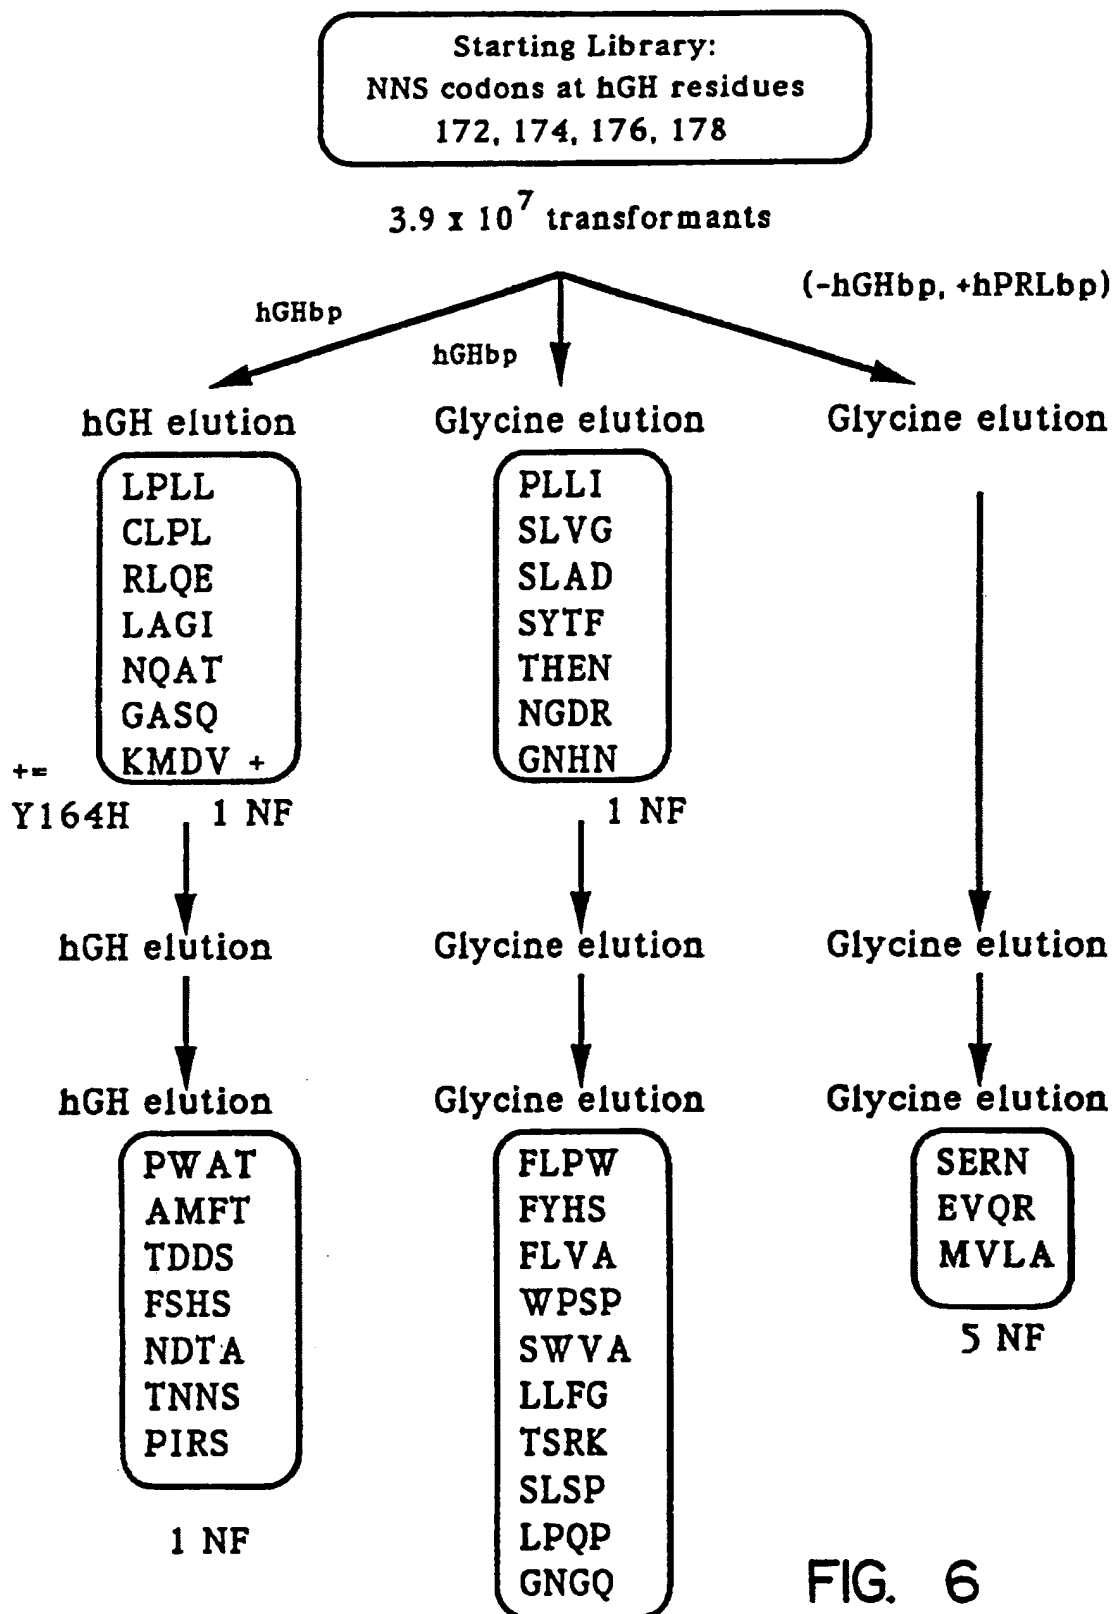 Starting Library:
NNS codons at hGH residues
172, 174, 176, 178
3.9 x 10^7 transformants
(-hGHbp, +hPRLbp)
hGHbp
hGHbp
hGH elution
Glycine elution
Glycine elution
LPLL
CLPL
RLQE
LAGI
NQAT
GASQ
KMDV +
+=
Y164H
1 NF
PLLI
SLVG
SLAD
SYTF
THEN
NGDR
GNHN
1 NF
hGH elution
Glycine elution
Glycine elution
hGH elution
Glycine elution
Glycine elution
PWAT
AMFT
TDDS
FSHS
NDTA
TNNS
PIRS
1 NF
FLPW
FYHS
FLVA
WPSP
SWVA
LLFG
TSRK
SLSP
LPQP
GNGQ
SERN
EVQR
MVLA
5 NF
FIG. 6